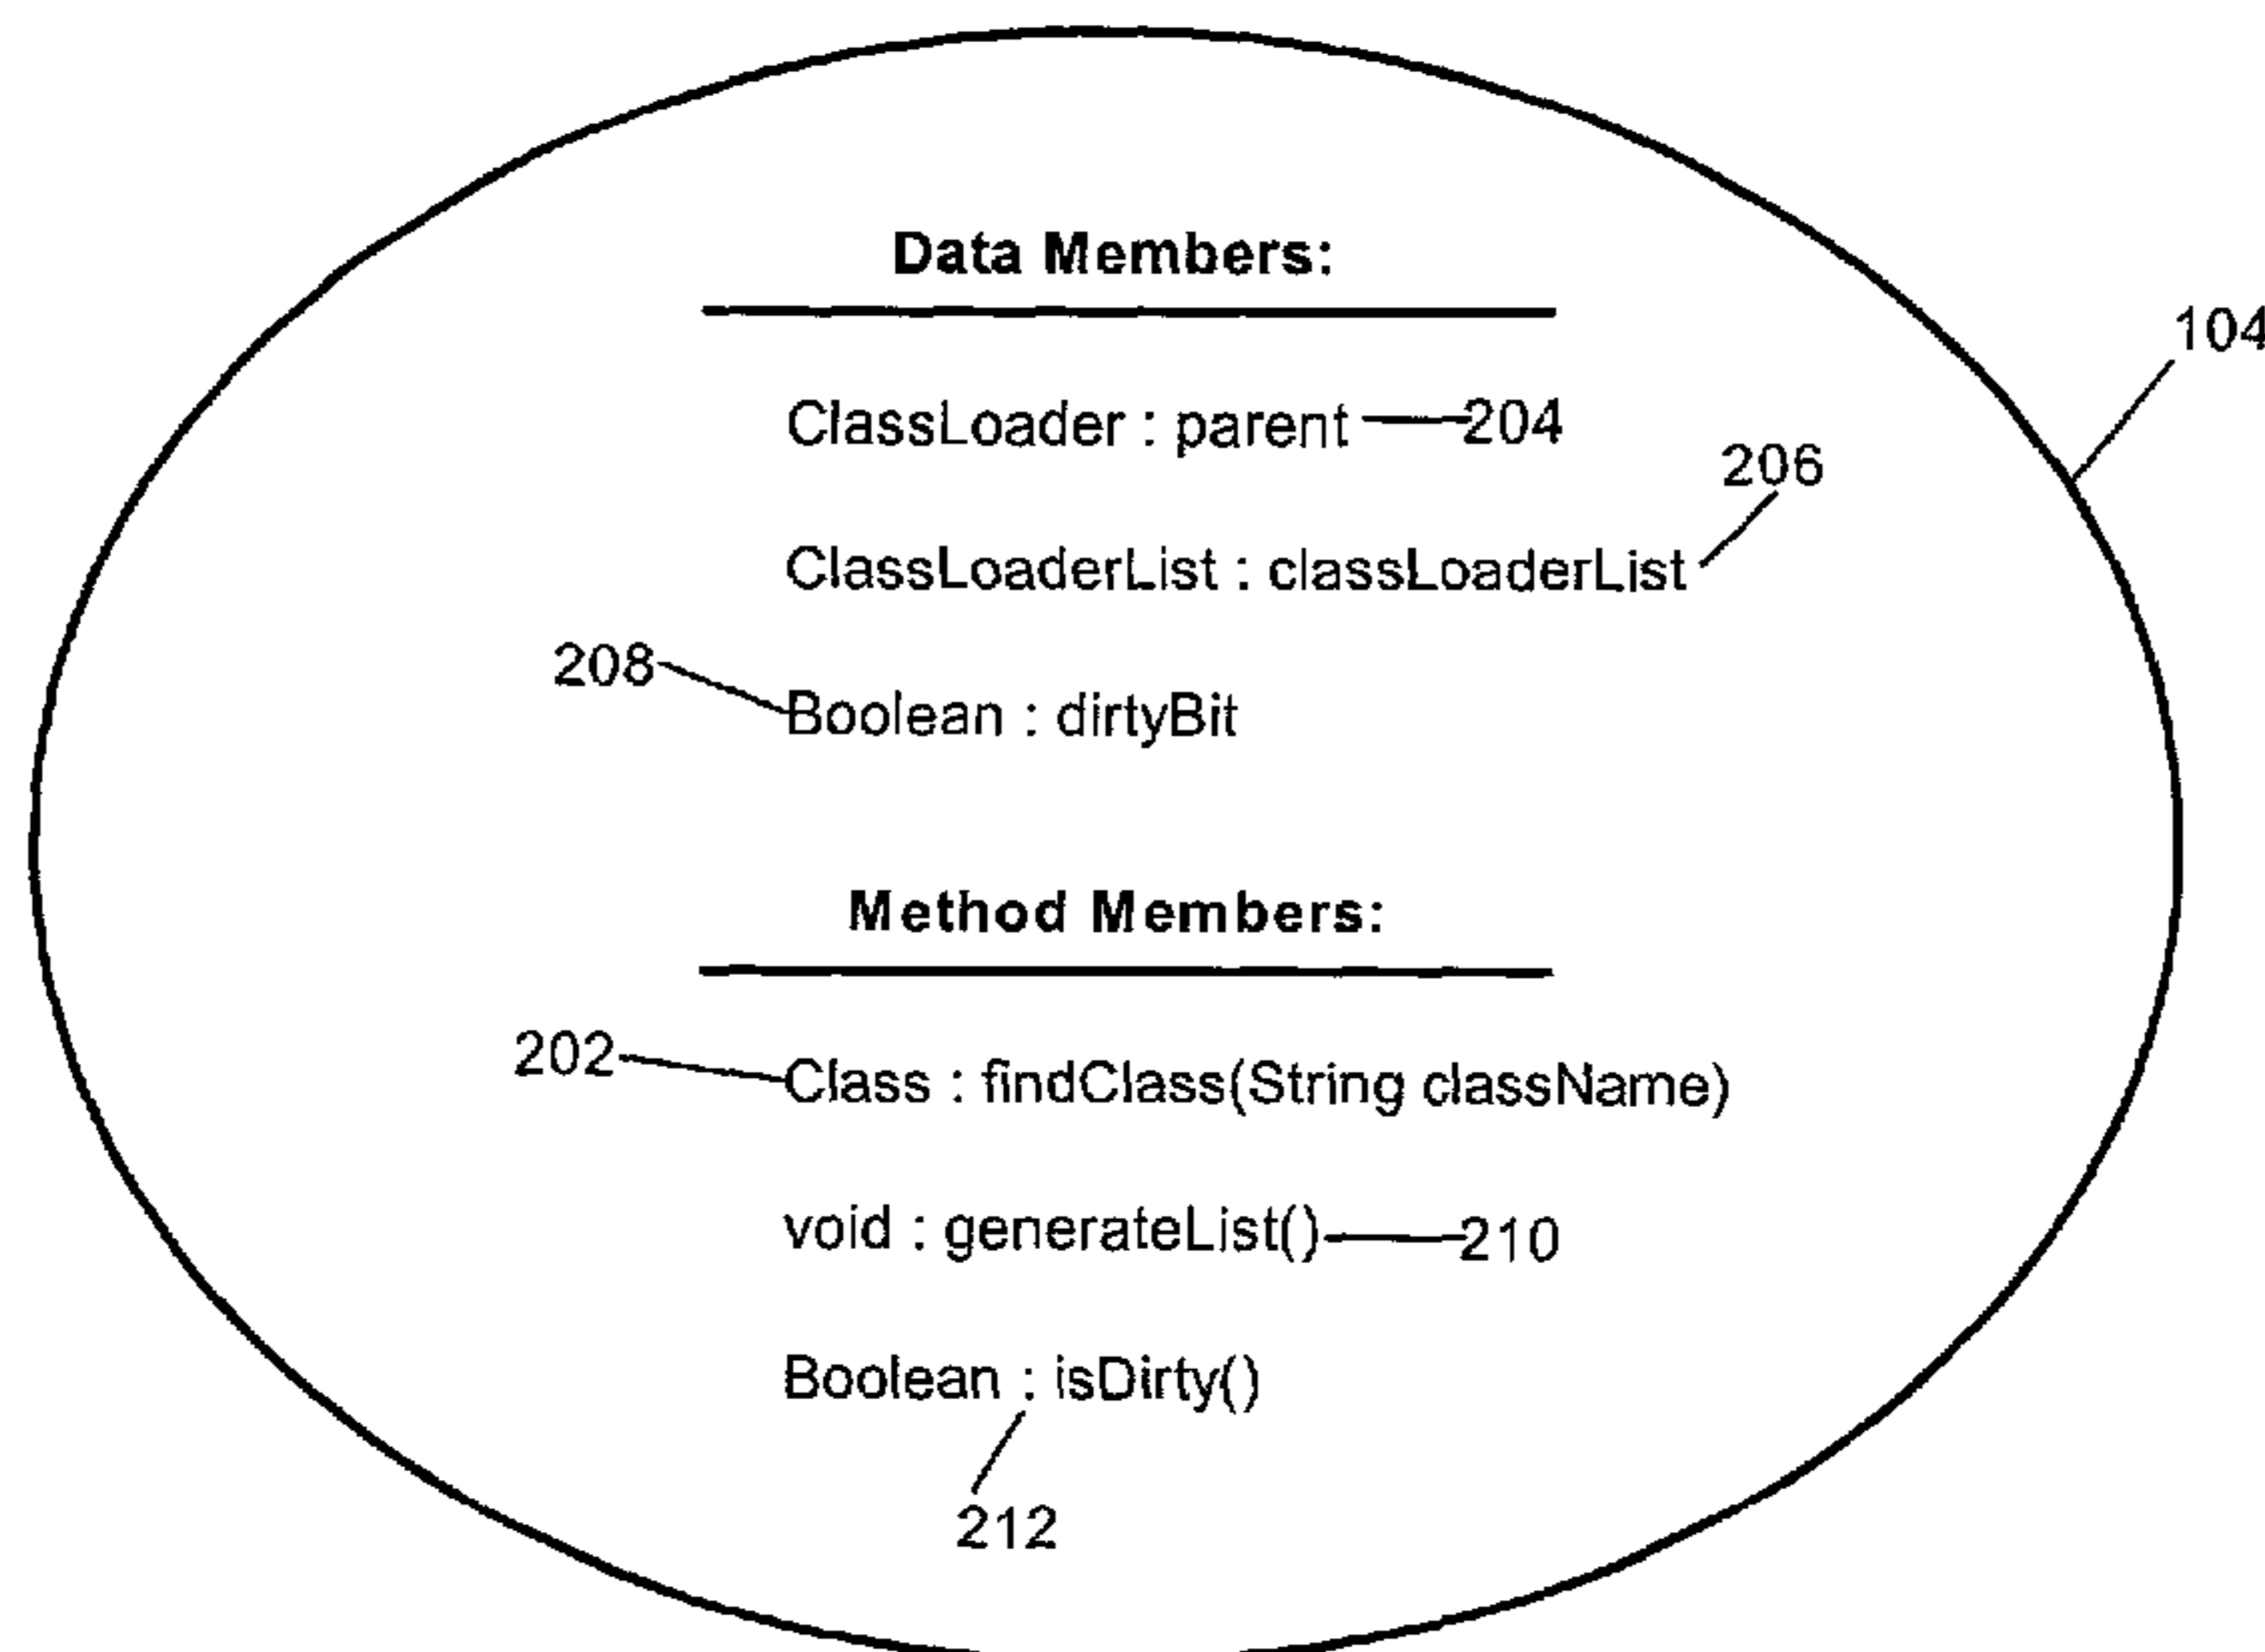 Data Members:
104
ClassLoader : parent 204
206
ClassLoaderList : classLoaderList
208
Boolean : dirtyBit
Method Members:
202
Class : findClass(String className)
void : generateList() 210
Boolean : isDirty()
212